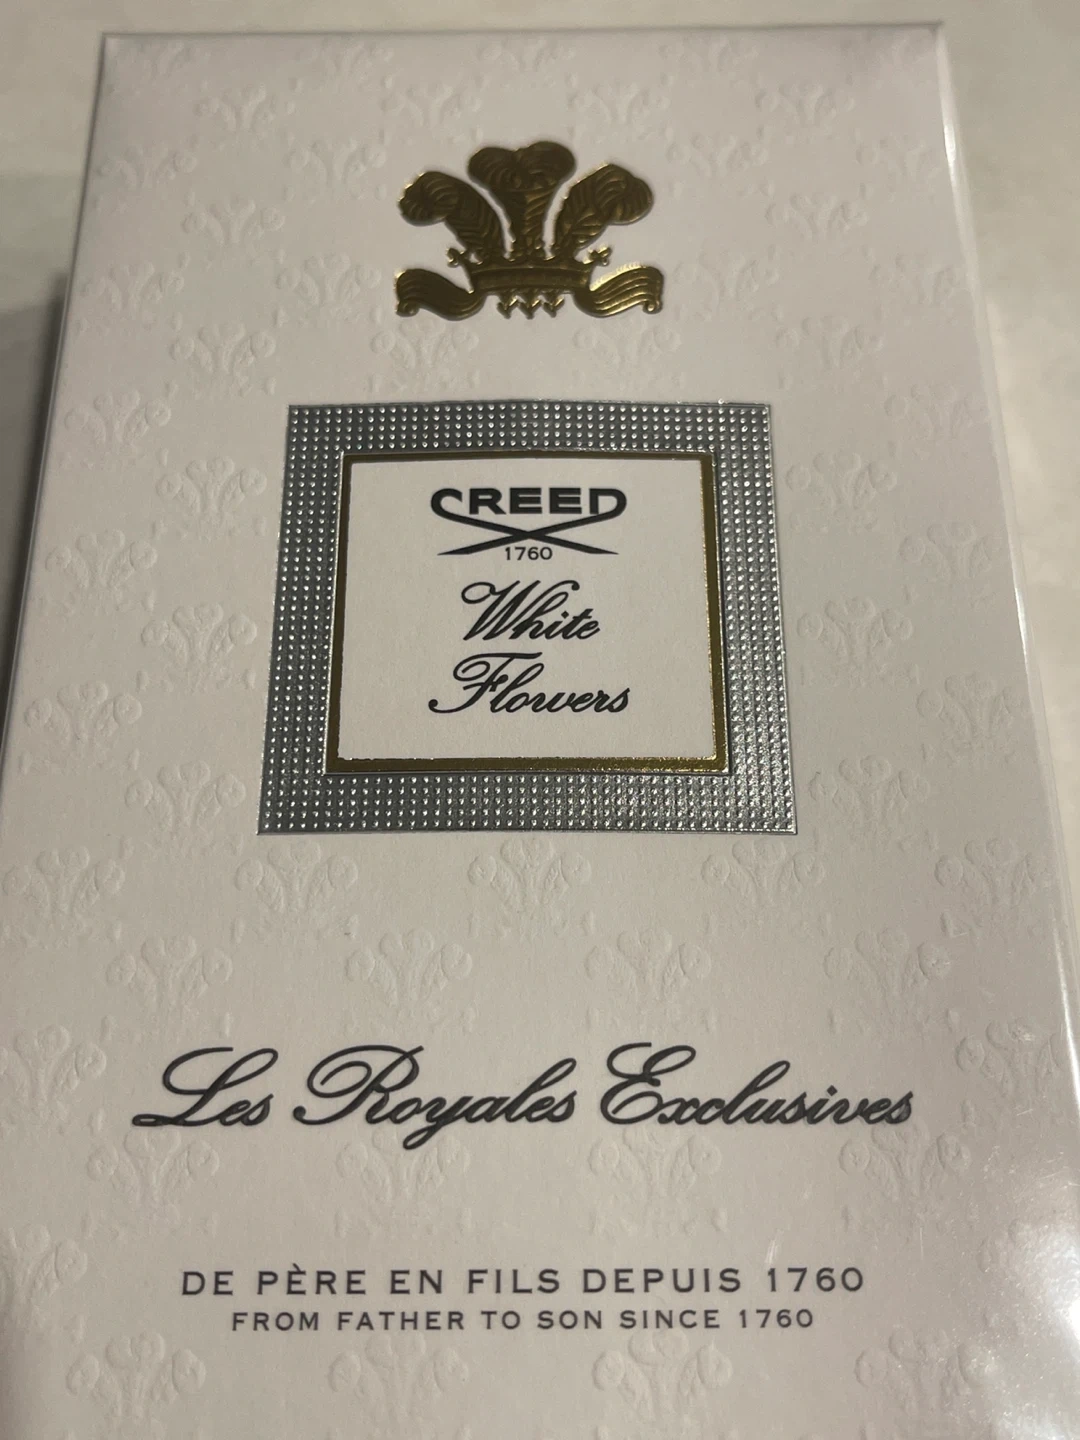 CREED
1760
White
Flowers
Les Royales Exclusives
DE PÈRE EN FILS DEPUIS 1760
FROM FATHER TO SON SINCE 1760